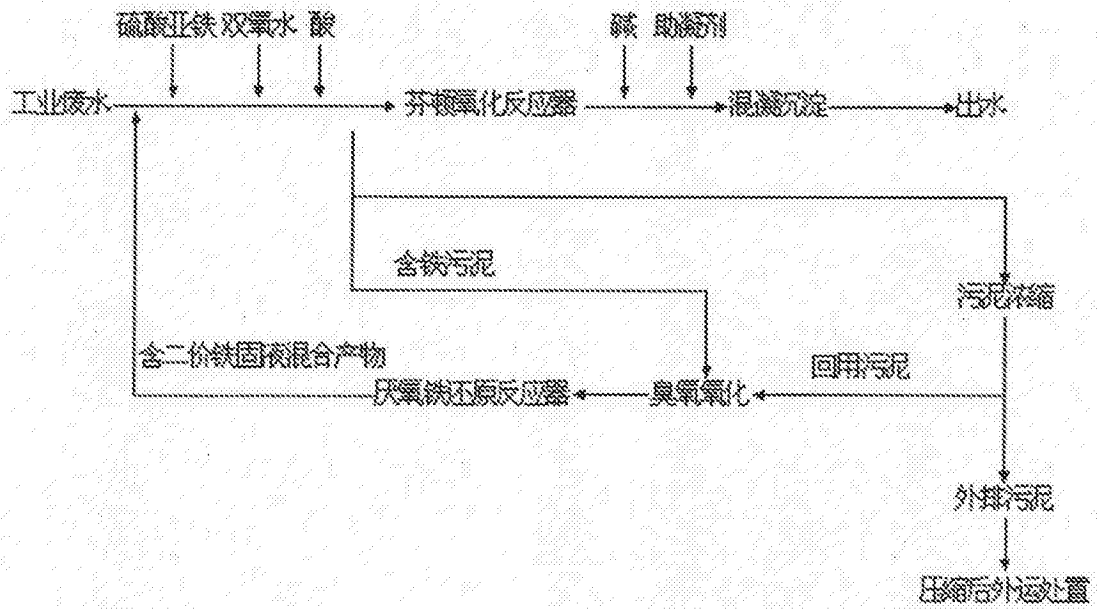 硫酸亚铁 双氧水 酸 碱 助凝剂
工业废水 芬顿氧化反应器 混凝沉淀 出水
含铁污泥
污泥浓缩
含二价铁固液混合产物
回用污泥
厌氧铁还原反应器 臭氧氧化
外排污泥
压缩后外运处置